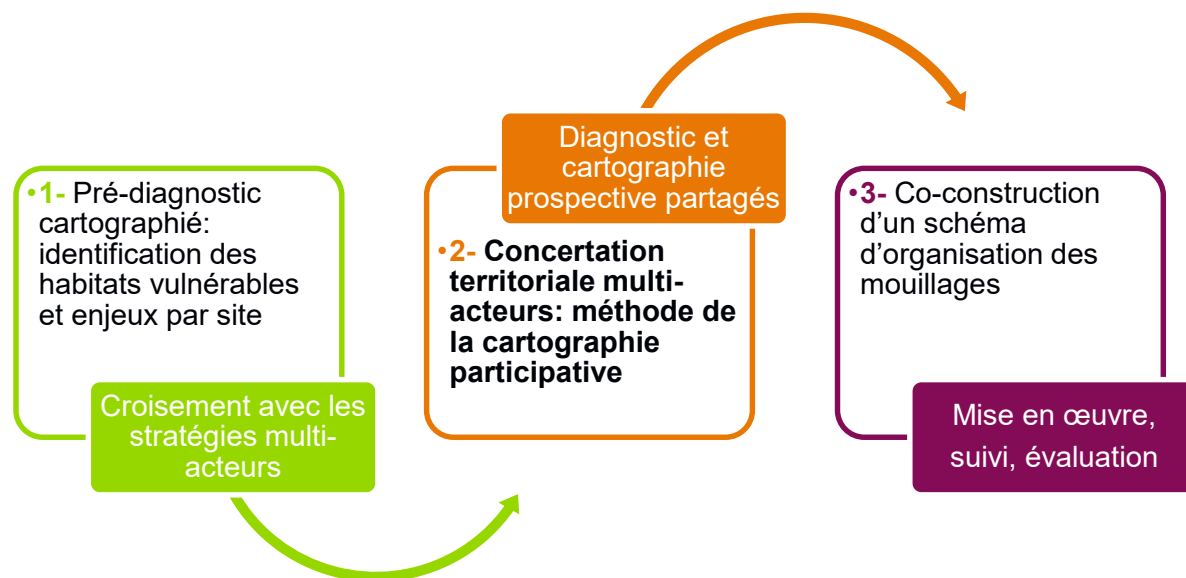 •1- Pré-diagnostic
cartographié:
identification des
habitats vulnérables
et enjeux par site
Croisement avec les
stratégies multi-
acteurs
Diagnostic et
cartographie
prospective partagés
•2- Concertation
territoriale multi-
acteurs: méthode de
la cartographie
participative
•3- Co-construction
d’un schéma
d’organisation des
mouillages
Mise en œuvre,
suivi, évaluation